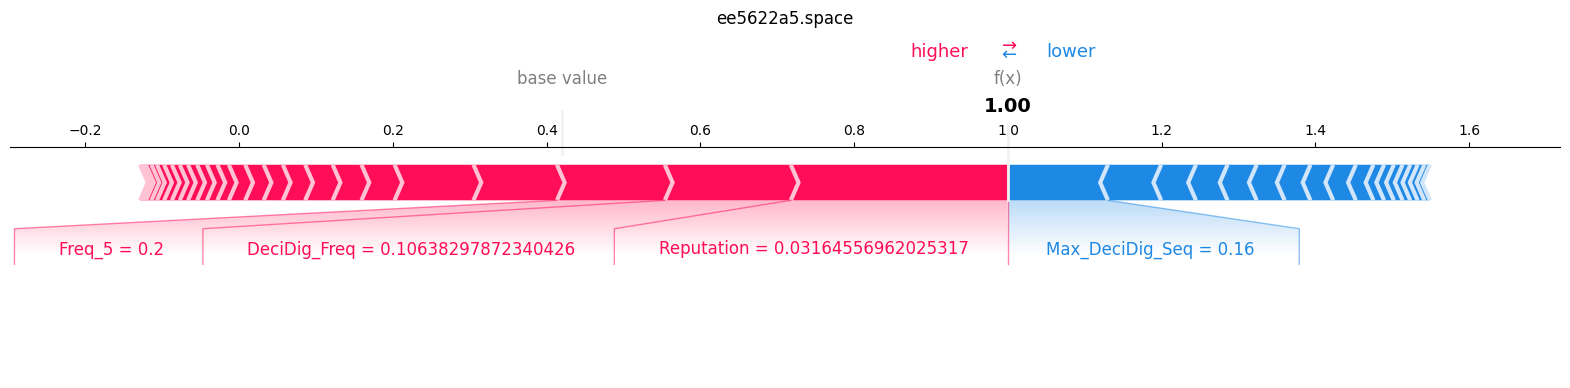 ee5622a5.space
higher ⇄ lower
base value f(x)
1.00
−0.2 0.0 0.2 0.4 0.6 0.8 1.0 1.2 1.4 1.6
Freq_5 = 0.2 DeciDig_Freq = 0.10638297872340426 Reputation = 0.03164556962025317 Max_DeciDig_Seq = 0.16